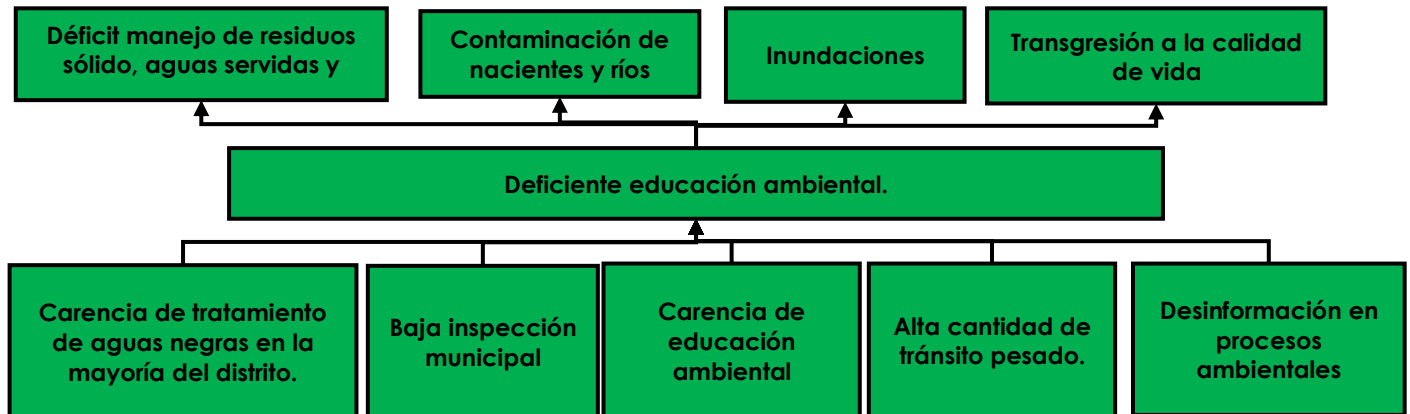 Déficit manejo de residuos
sólido, aguas servidas y
Contaminación de
nacientes y ríos
Inundaciones
Transgresión a la calidad
de vida
Deficiente educación ambiental.
Carencia de tratamiento
de aguas negras en la
mayoría del distrito.
Baja inspección
municipal
Carencia de
educación
ambiental
Alta cantidad de
tránsito pesado.
Desinformación en
procesos
ambientales